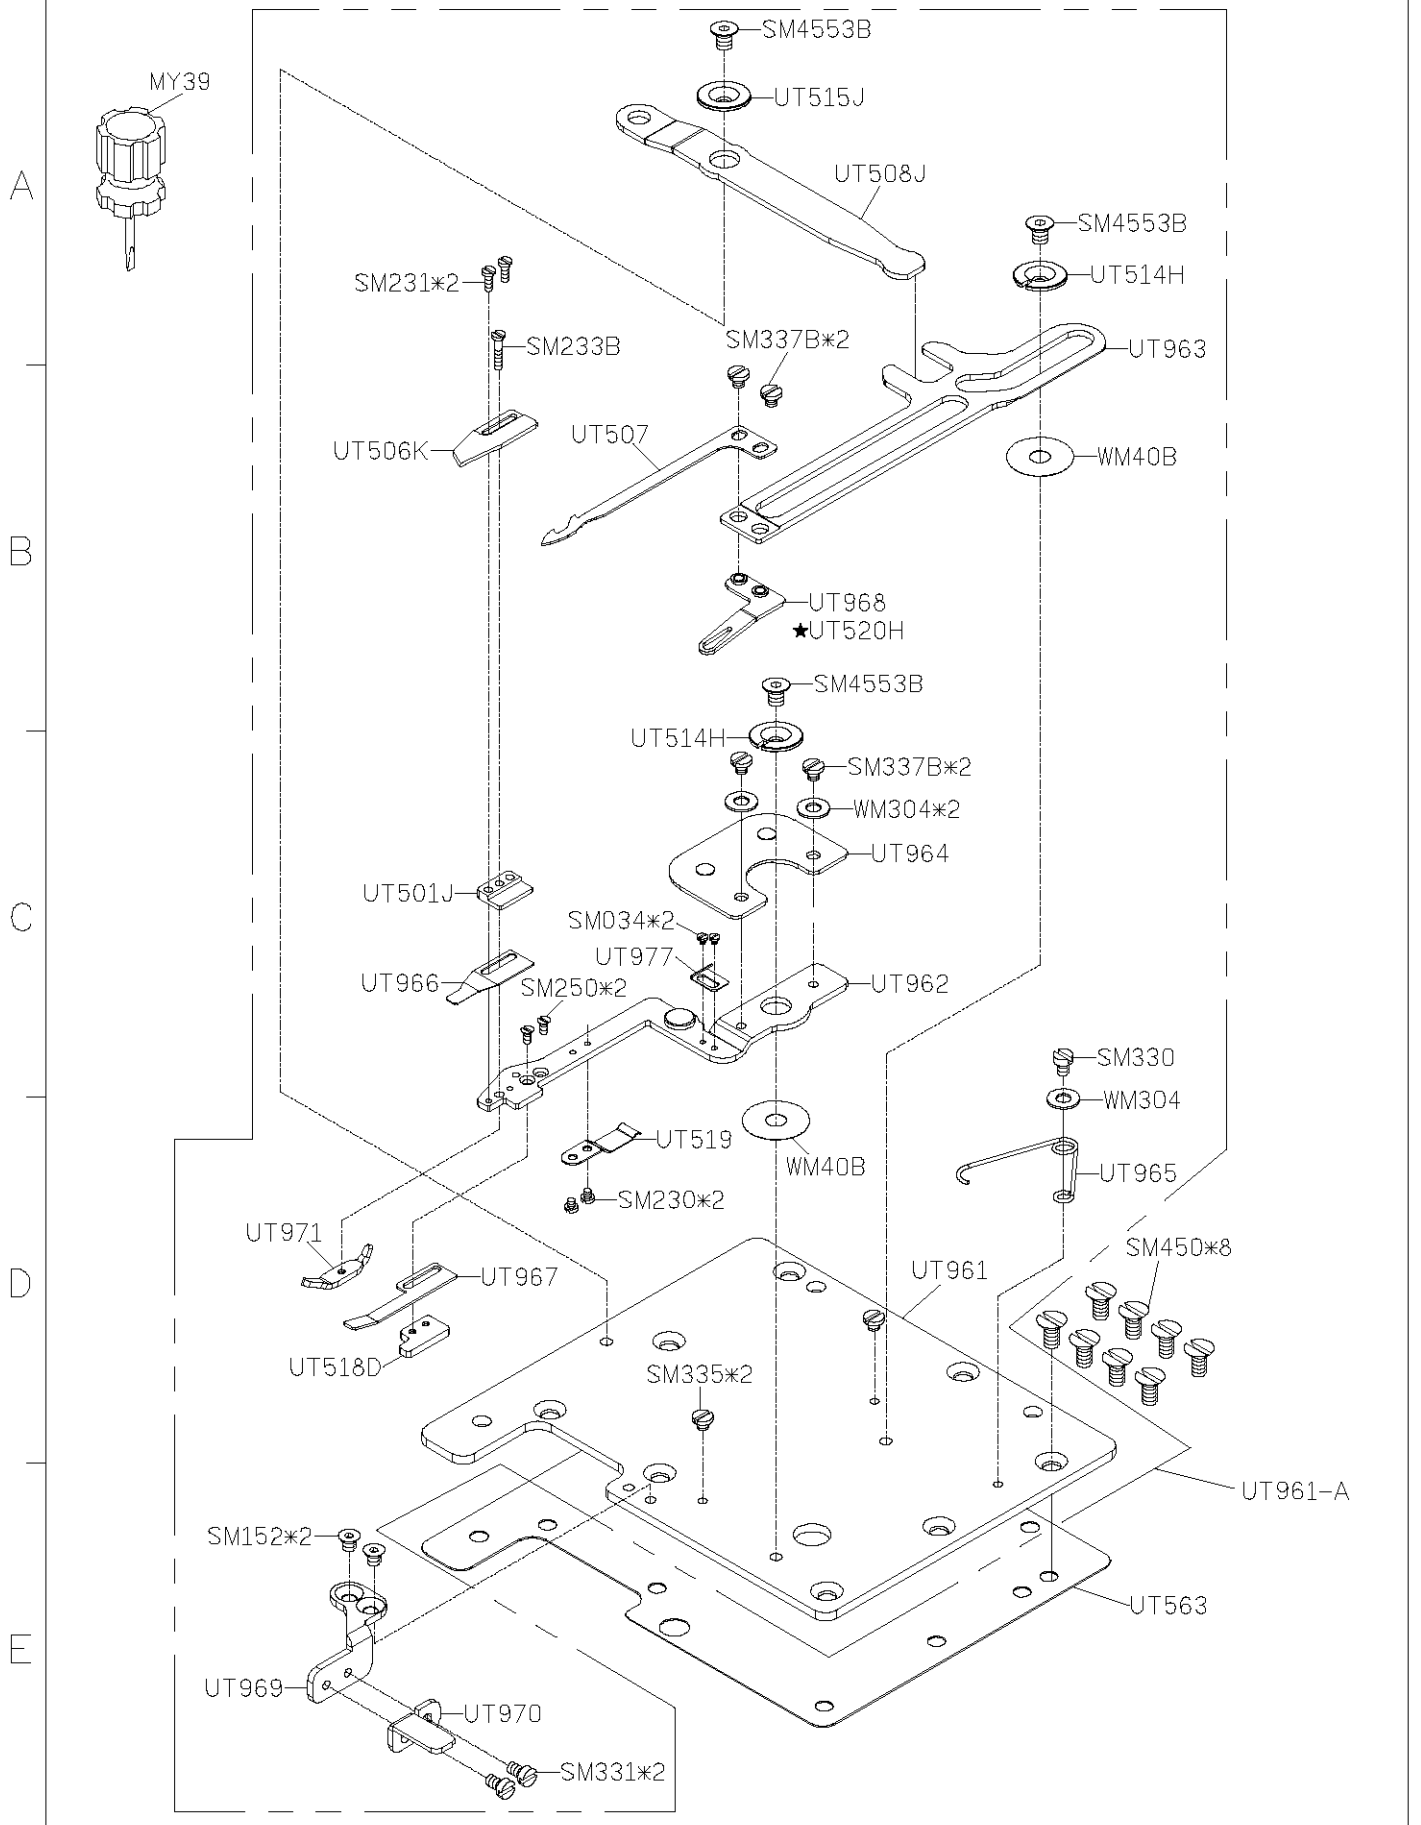 SM4553B
MY39
UT515J
A
UT508J
SM4553B
SM231*2
UT514H
SM233B
SM337B*2
UT963
UT507
UT506K
WM40B
B
UT968
★UT520H
SM4553B
UT514H
SM337B*2
WM304*2
UT964
UT501J
C
SM034*2
UT977
UT966
SM250*2
UT962
SM330
WM304
UT519
WM40B
UT965
SM230*2
UT971
SM450*8
D
UT967
UT961
UT518D
SM335*2
UT961-A
SM152*2
UT563
E
UT969
UT970
SM331*2